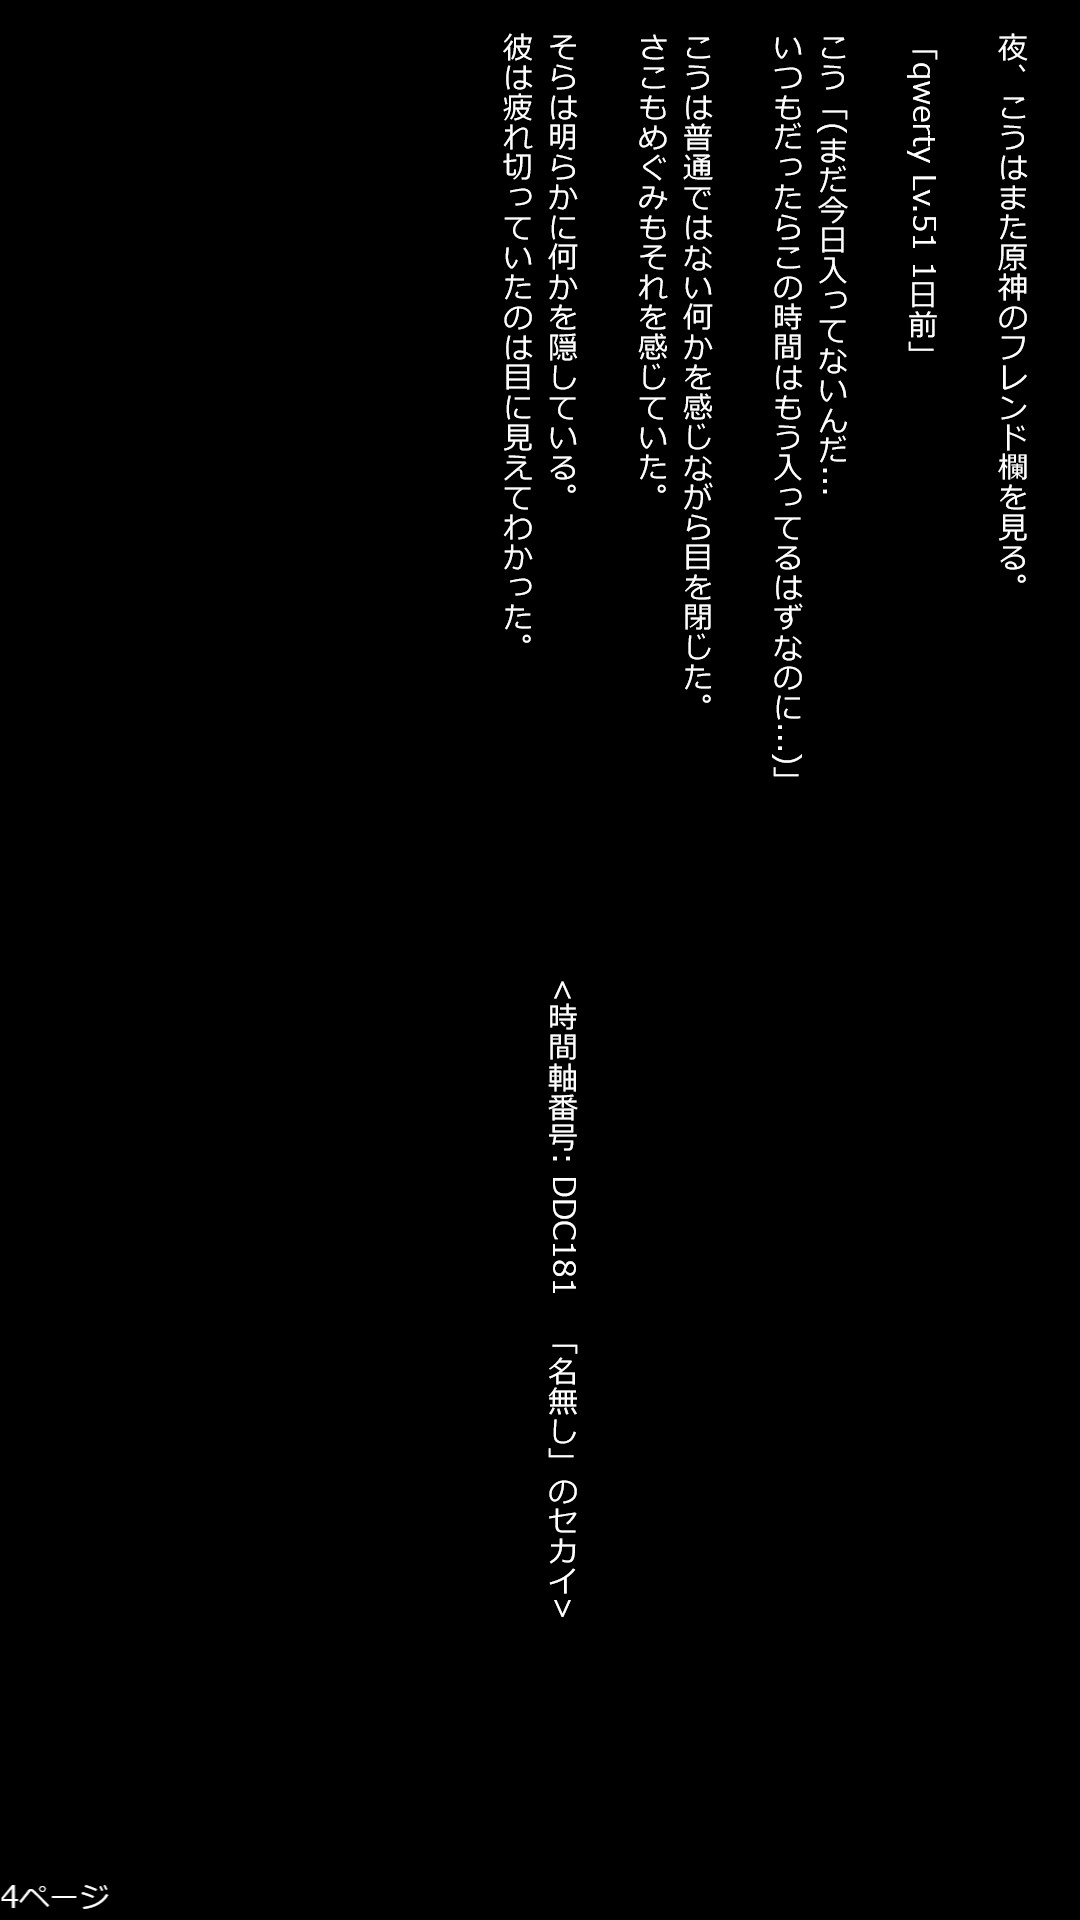 夜、こうはまた原神のフレンド欄を見る。
「qwerty Lv.51 1日前」
こう「(まだ今日入ってないんだ…
いつもだったらこの時間はもう入ってるはずなのに…)」
こうは普通ではない何かを感じながら目を閉じた。
さこもめぐみもそれを感じていた。
そらは明らかに何かを隠している。
彼は疲れ切っていたのは目に見えてわかった。
<時間軸番号: DDC181　「名無し」のセカイ>
4ページ